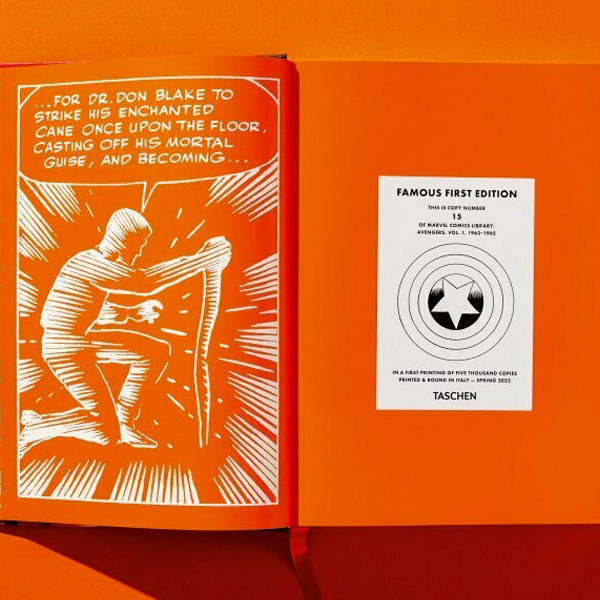 ...FOR DR. DON BLAKE TO
STRIKE HIS ENCHANTED
CANE ONCE UPON THE FLOOR,
CASTING OFF HIS MORTAL
GUISE, AND BECOMING...
FAMOUS FIRST EDITION
THIS IS COPY NUMBER
15
OF MARVEL COMICS LIBRARY.
AVENGERS. VOL. 1. 1963–1965
IN A FIRST PRINTING OF FIVE THOUSAND COPIES
PRINTED & BOUND IN ITALY — SPRING 2022
TASCHEN